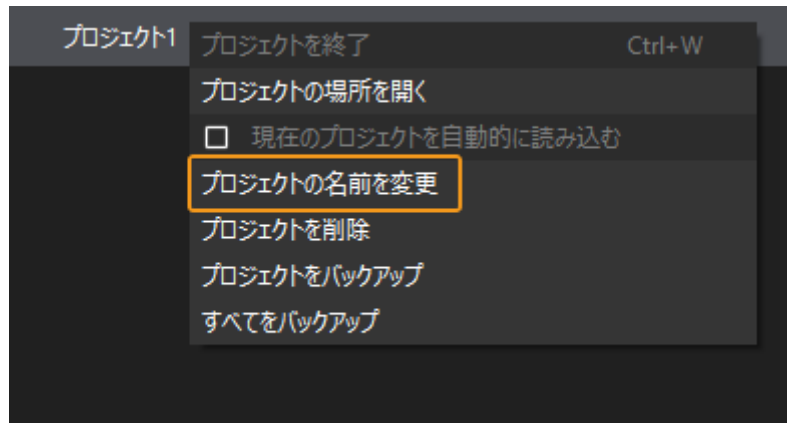 プロジェクト1
プロジェクトを終了 Ctrl+W
プロジェクトの場所を開く
現在のプロジェクトを自動的に読み込む
プロジェクトの名前を変更
プロジェクトを削除
プロジェクトをバックアップ
すべてをバックアップ